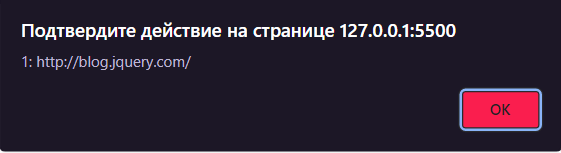 Подтвердите действие на странице 127.0.0.1:5500
1: http://blog.jquery.com/
OK